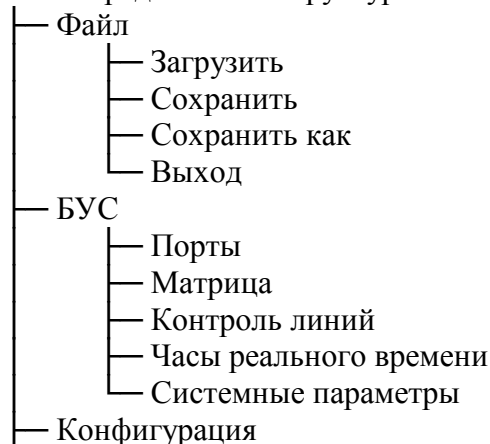 Файл
Загрузить
Сохранить
Сохранить как
Выход
БУС
Порты
Матрица
Контроль линий
Часы реального времени
Системные параметры
Конфигурация